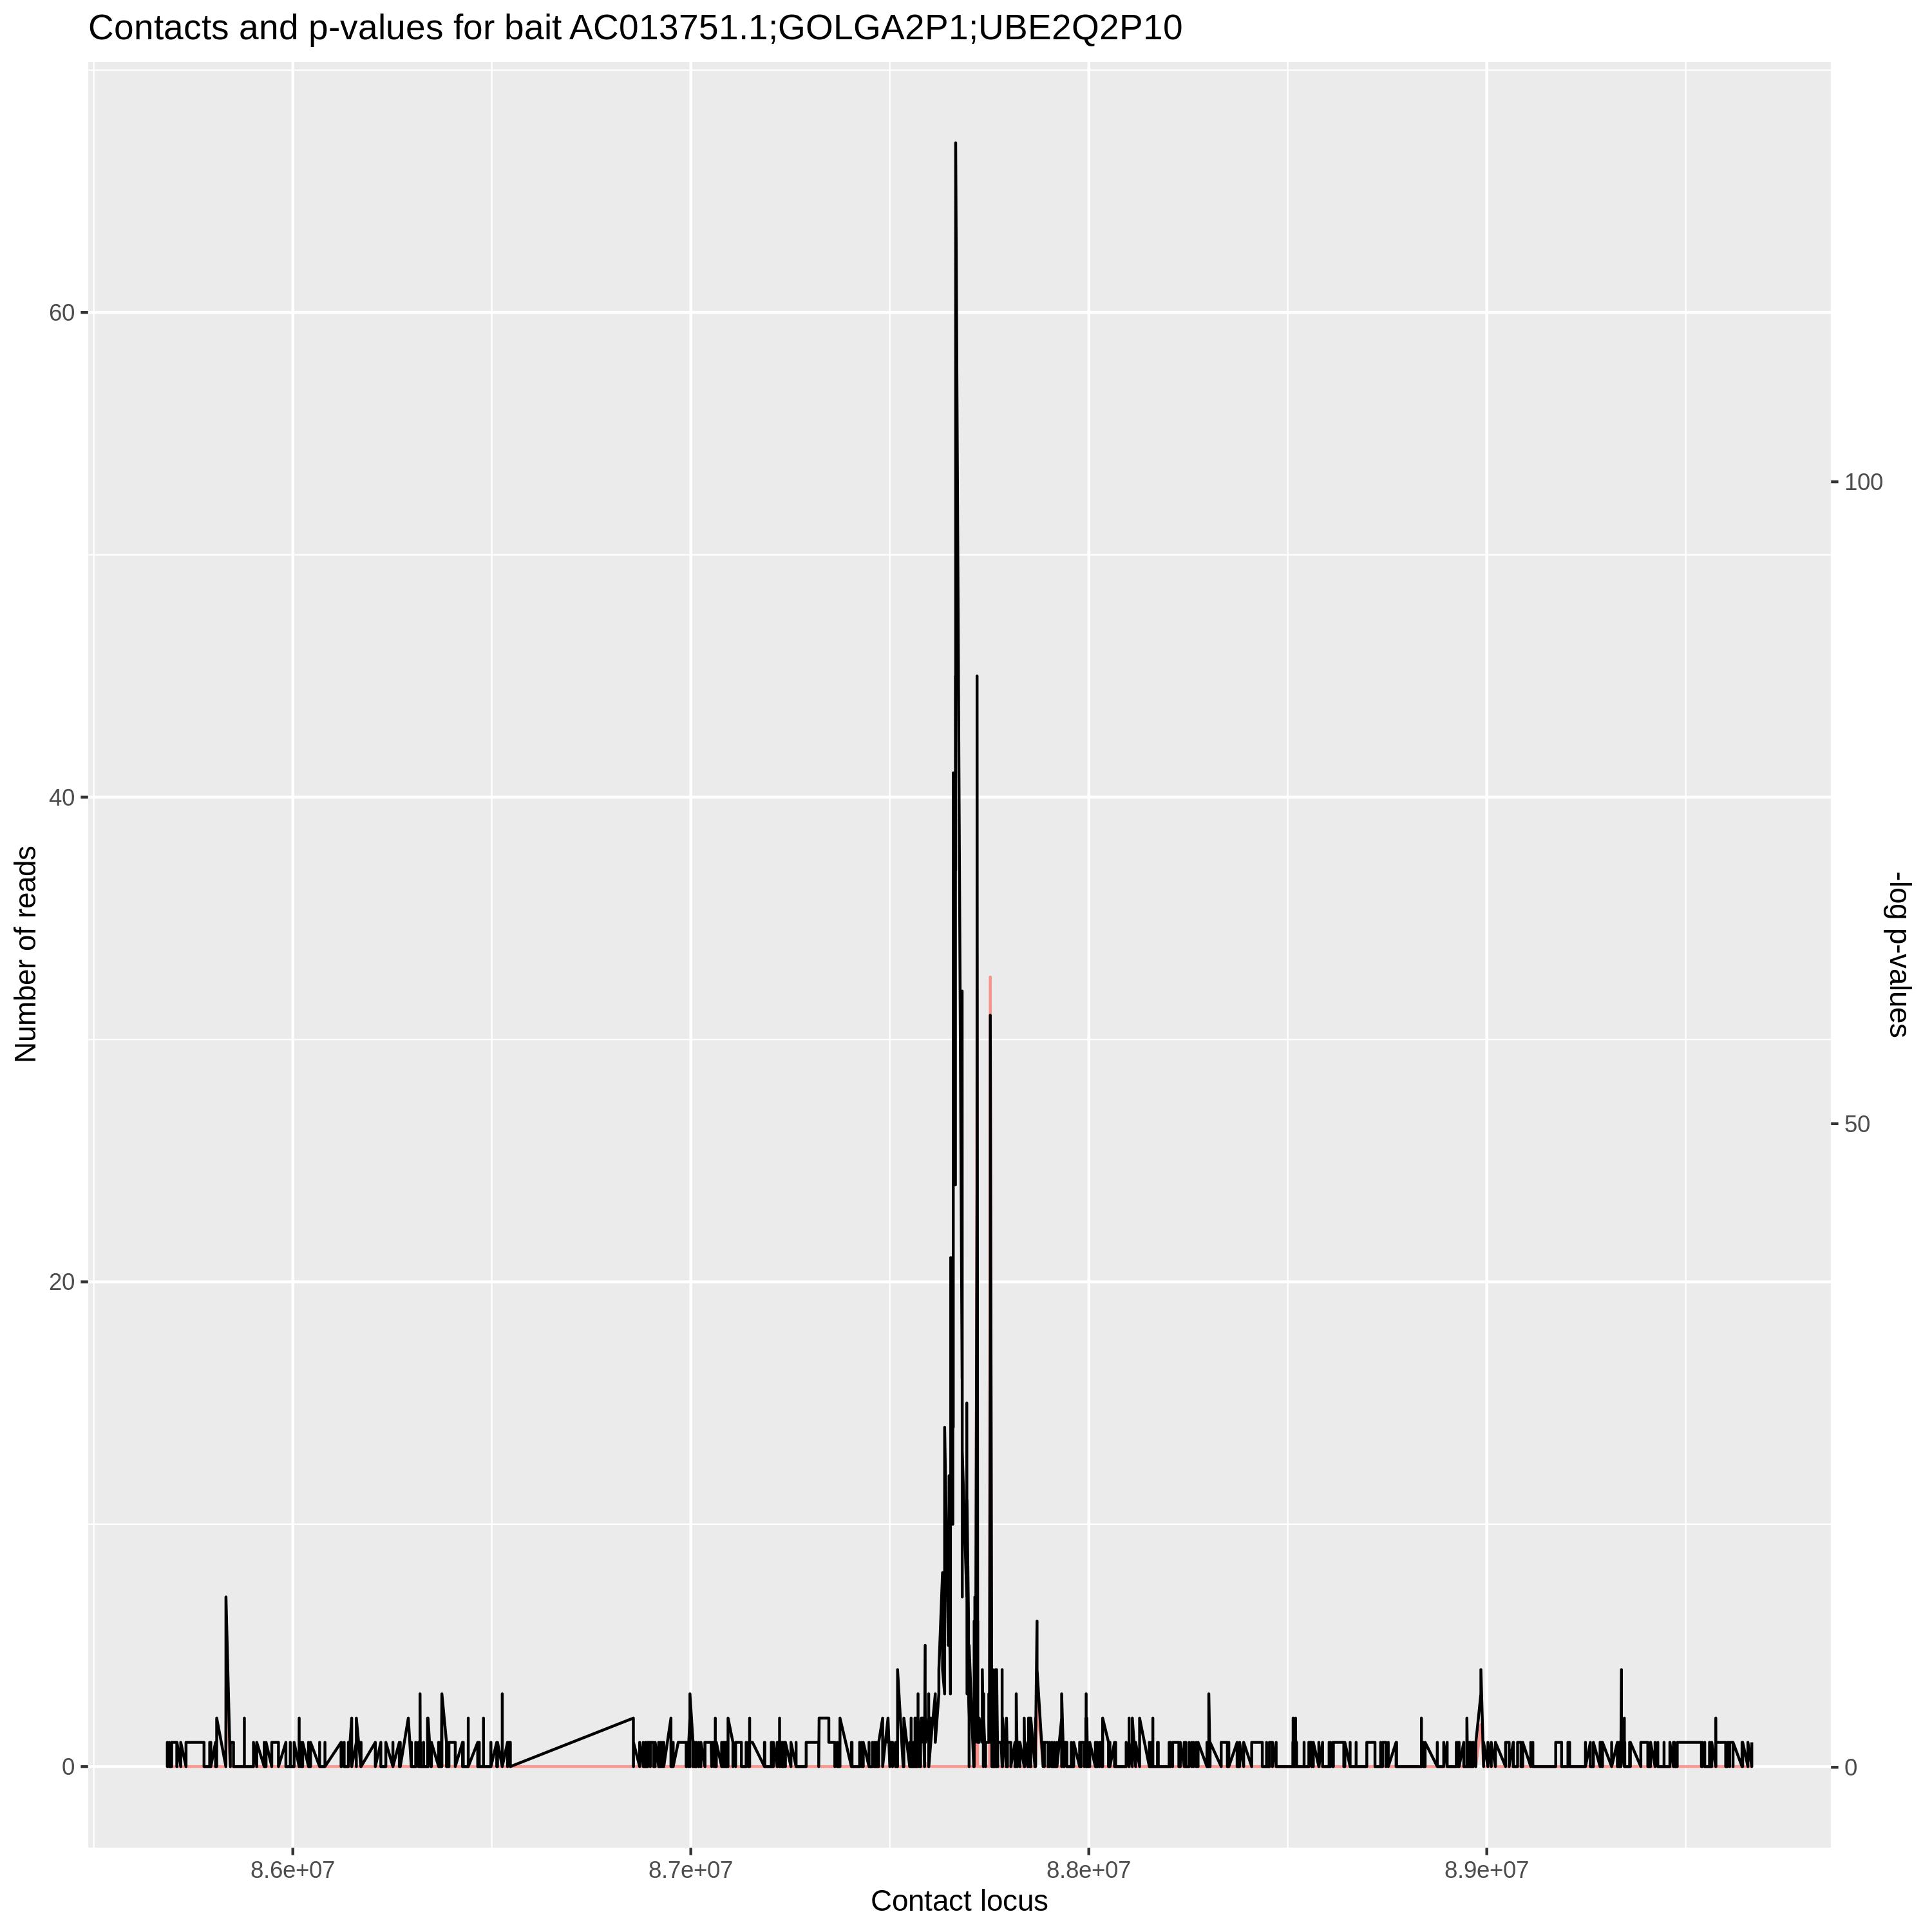 Contacts and p-values for bait AC013751.1;GOLGA2P1;UBE2Q2P10
60
40
20
0
Number of reads
100
50
0
-log p-values
8.6e+07
8.7e+07
8.8e+07
8.9e+07
Contact locus